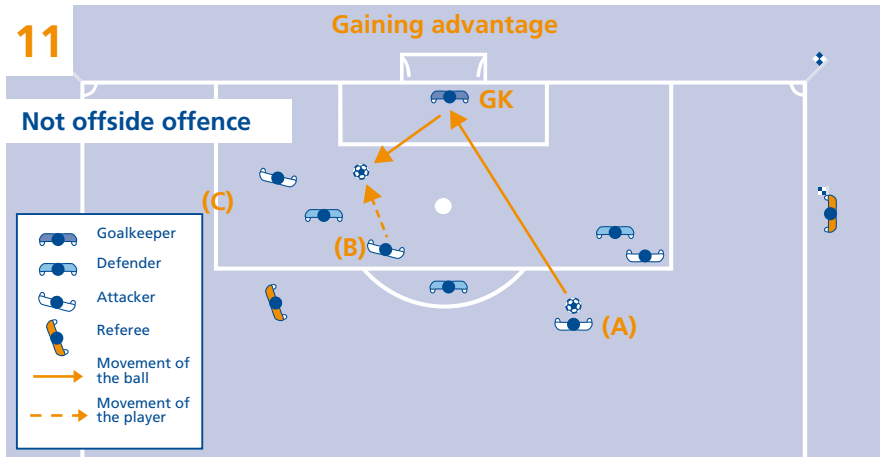 11
Gaining advantage
GK
Not offside offence
(C)
(B)
(A)
Goalkeeper
Defender
Attacker
Referee
Movement of
the ball
Movement of
the player